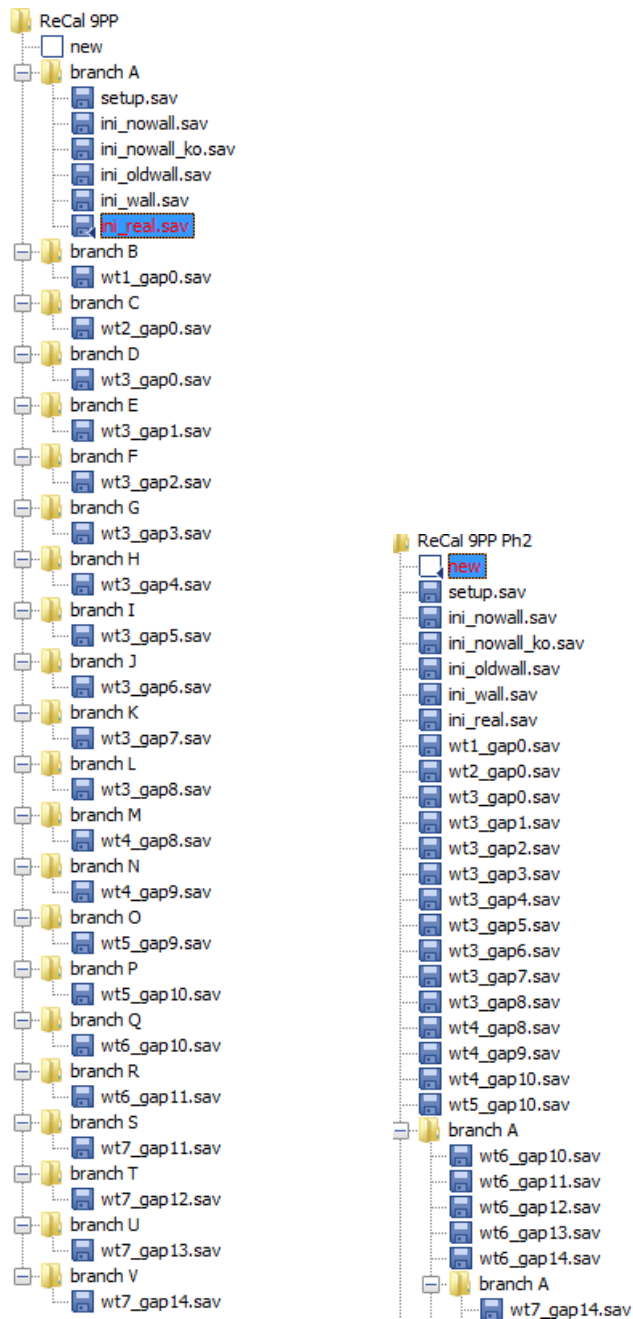 ReCal 9PP
new
branch A
setup.sav
ini_nowall.sav
ini_nowall_ko.sav
ini_oldwall.sav
ini_wall.sav
ini_real.sav
branch B
wt1_gap0.sav
branch C
wt2_gap0.sav
branch D
wt3_gap0.sav
branch E
wt3_gap1.sav
branch F
wt3_gap2.sav
branch G
wt3_gap3.sav
branch H
wt3_gap4.sav
branch I
wt3_gap5.sav
branch J
wt3_gap6.sav
branch K
wt3_gap7.sav
branch L
wt3_gap8.sav
branch M
wt4_gap8.sav
branch N
wt4_gap9.sav
branch O
wt5_gap9.sav
branch P
wt5_gap10.sav
branch Q
wt6_gap10.sav
branch R
wt6_gap11.sav
branch S
wt7_gap11.sav
branch T
wt7_gap12.sav
branch U
wt7_gap13.sav
branch V
wt7_gap14.sav
ReCal 9PP Ph2
new
setup.sav
ini_nowall.sav
ini_nowall_ko.sav
ini_oldwall.sav
ini_wall.sav
ini_real.sav
wt1_gap0.sav
wt2_gap0.sav
wt3_gap0.sav
wt3_gap1.sav
wt3_gap2.sav
wt3_gap3.sav
wt3_gap4.sav
wt3_gap5.sav
wt3_gap6.sav
wt3_gap7.sav
wt3_gap8.sav
wt4_gap8.sav
wt4_gap9.sav
wt4_gap10.sav
wt5_gap10.sav
branch A
wt6_gap10.sav
wt6_gap11.sav
wt6_gap12.sav
wt6_gap13.sav
wt6_gap14.sav
branch A
wt7_gap14.sav